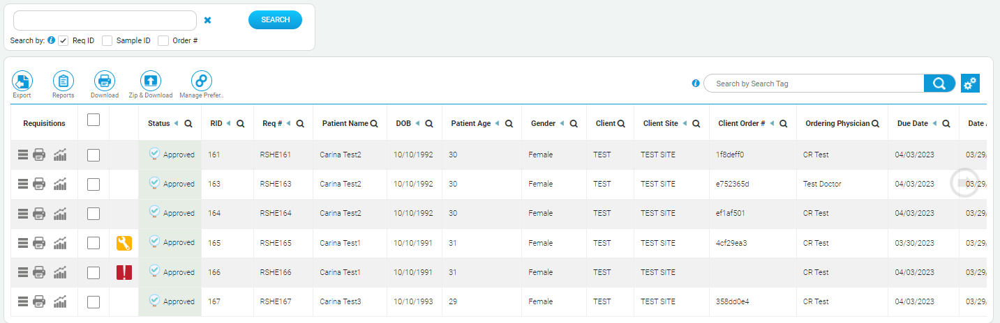 SEARCH
Search by: Req ID Sample ID Order #
Export Reports Download Zip & Download Manage Prefer.. Search by Search Tag
Requisitions Status RID Req # Patient Name DOB Patient Age Gender Client Client Site Client Order # Ordering Physician Due Date Date
Approved 161 RSHE161 Carina Test2 10/10/1992 30 Female TEST TEST SITE 1f8deff0 CR Test 04/03/2023 03/29/
Approved 163 RSHE163 Carina Test2 10/10/1992 30 Female TEST TEST SITE e752365d Test Doctor 04/03/2023 03/29/
Approved 164 RSHE164 Carina Test2 10/10/1992 30 Female TEST TEST SITE ef1af501 CR Test 04/03/2023 03/29/
Approved 165 RSHE165 Carina Test1 10/10/1991 31 Female TEST TEST SITE 4cf29ea3 CR Test 03/30/2023 03/29/
Approved 166 RSHE166 Carina Test1 10/10/1991 31 Female TEST TEST SITE CR Test 04/03/2023 03/29/
Approved 167 RSHE167 Carina Test3 10/10/1993 29 Female TEST TEST SITE 358dd0e4 CR Test 04/03/2023 03/29/